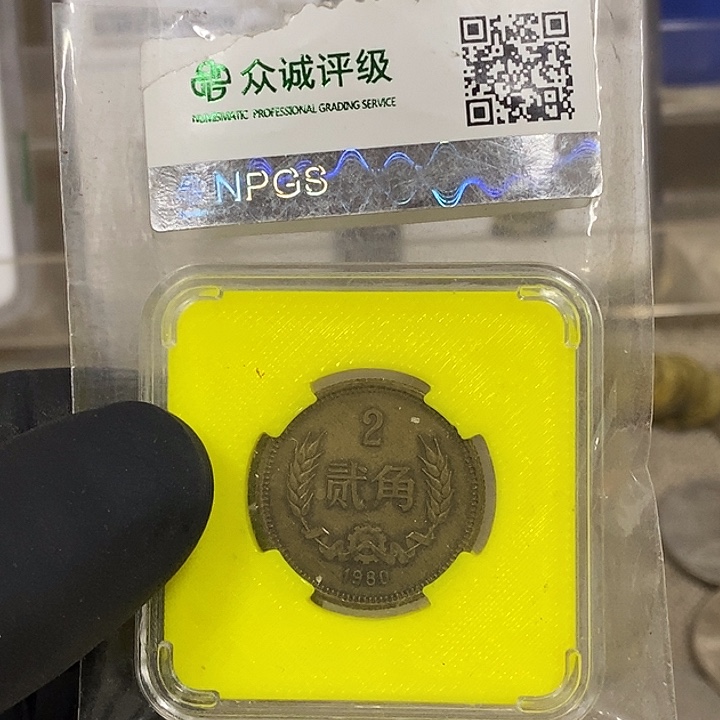 众诚评级
NUMISMATIC PROFESSIONAL GRADING SERVICE
NPGS
2
贰角
1980